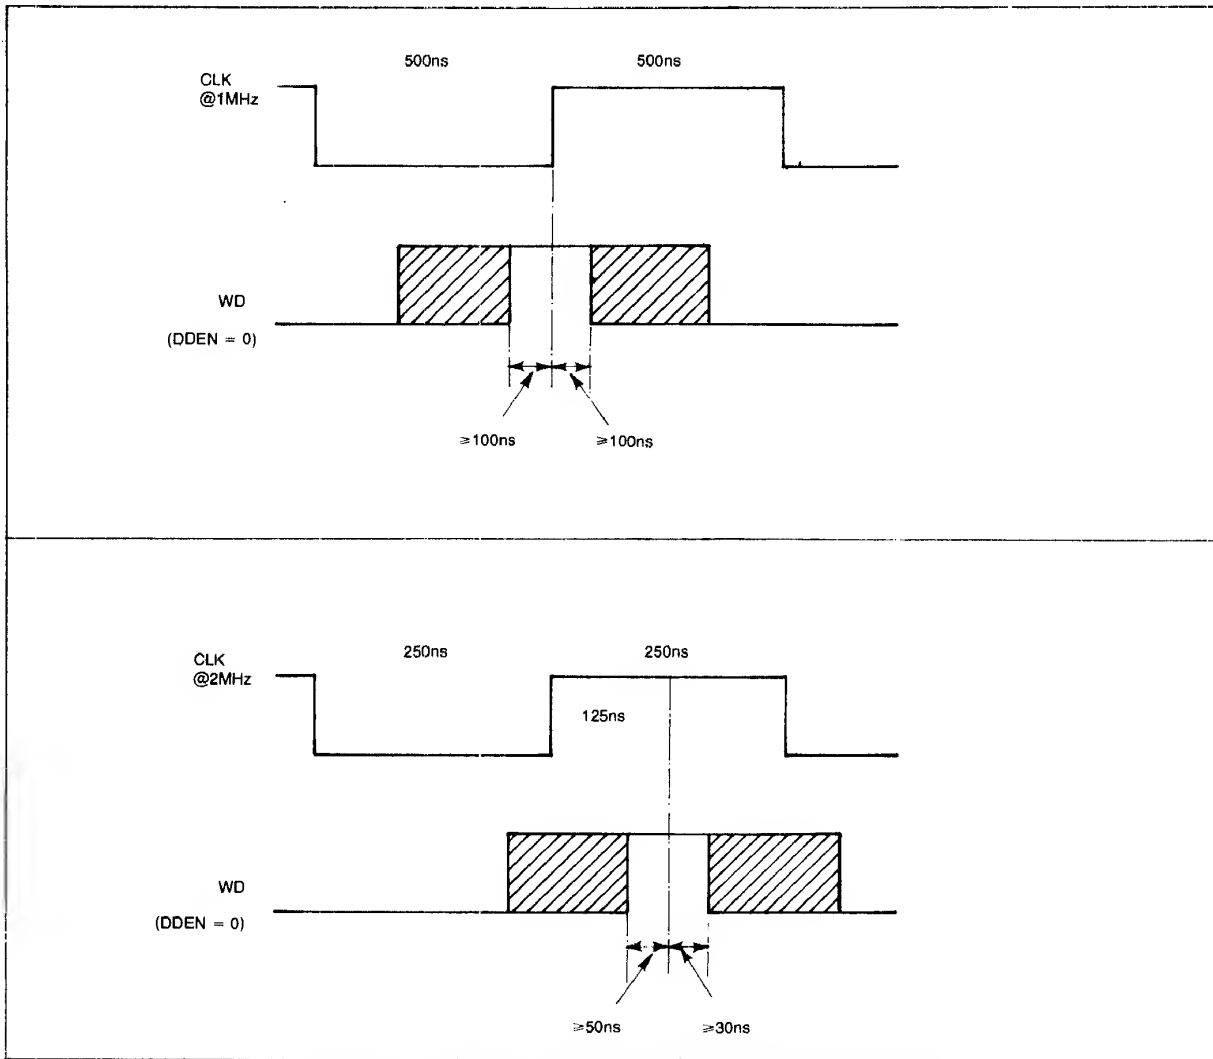 500ns 500ns
CLK
@1MHz
WD
(DDEN = 0)
≥100ns ≥100ns
250ns 250ns
CLK
@2MHz
125ns
WD
(DDEN = 0)
≥50ns ≥30ns